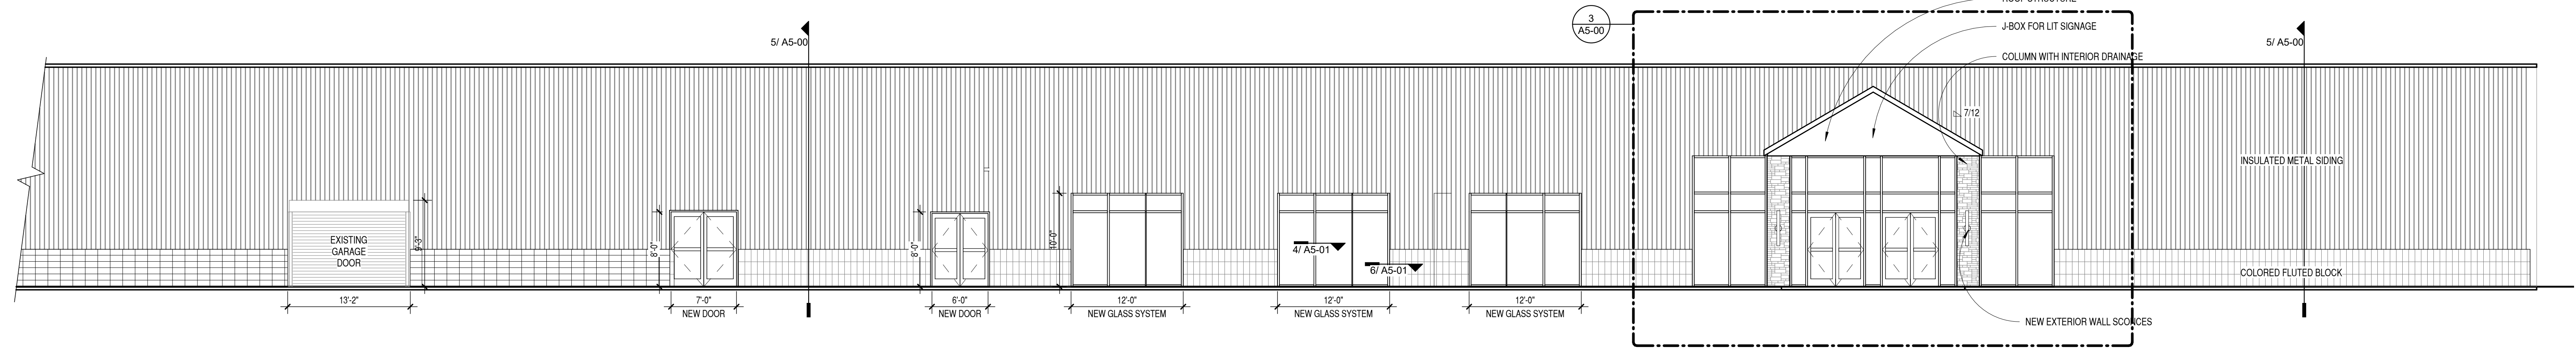 ROOF STRUCTURE
3
A5-00
J-BOX FOR LIT SIGNAGE
5/ A5-00
5/ A5-00
COLUMN WITH INTERIOR DRAINAGE
7/12
INSULATED METAL SIDING
EXISTING
GARAGE
DOOR
9'-3"
8'-0"
8'-0"
10'-0"
4/ A5-01
6/ A5-01
COLORED FLUTED BLOCK
13'-2"
7'-0"
NEW DOOR
6'-0"
NEW DOOR
12'-0"
NEW GLASS SYSTEM
12'-0"
NEW GLASS SYSTEM
12'-0"
NEW GLASS SYSTEM
NEW EXTERIOR WALL SCONCES